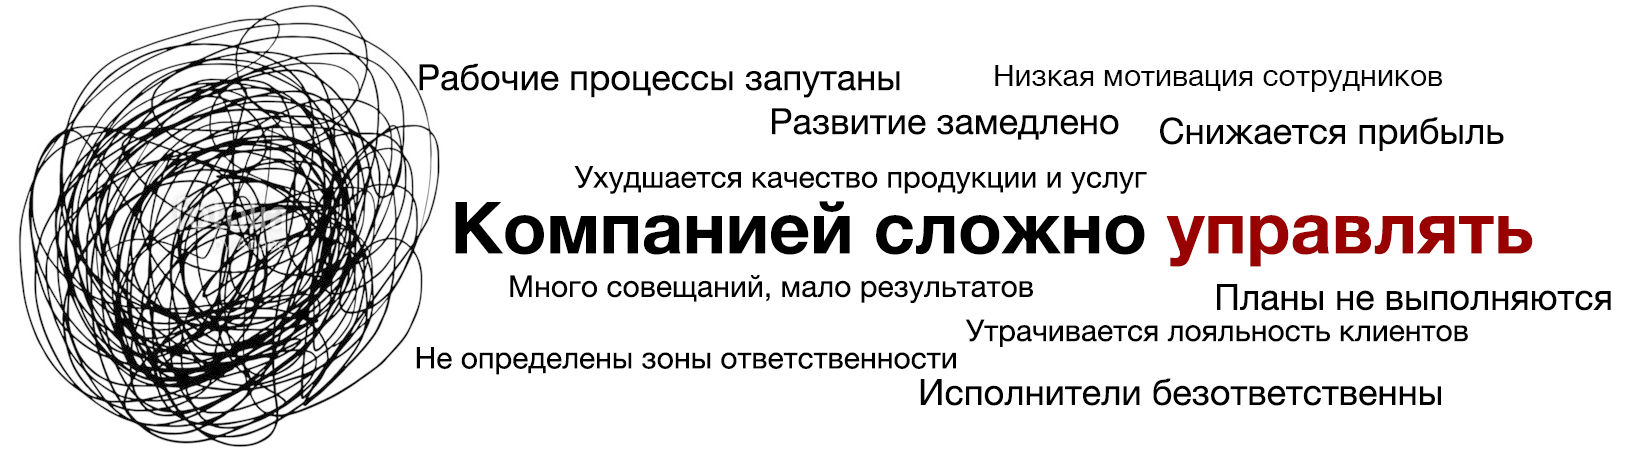 Рабочие процессы запутаны
Низкая мотивация сотрудников
Развитие замедлено
Снижается прибыль
Ухудшается качество продукции и услуг
Компанией сложно управлять
Много совещаний, мало результатов
Планы не выполняются
Утрачивается лояльность клиентов
Не определены зоны ответственности
Исполнители безответственны